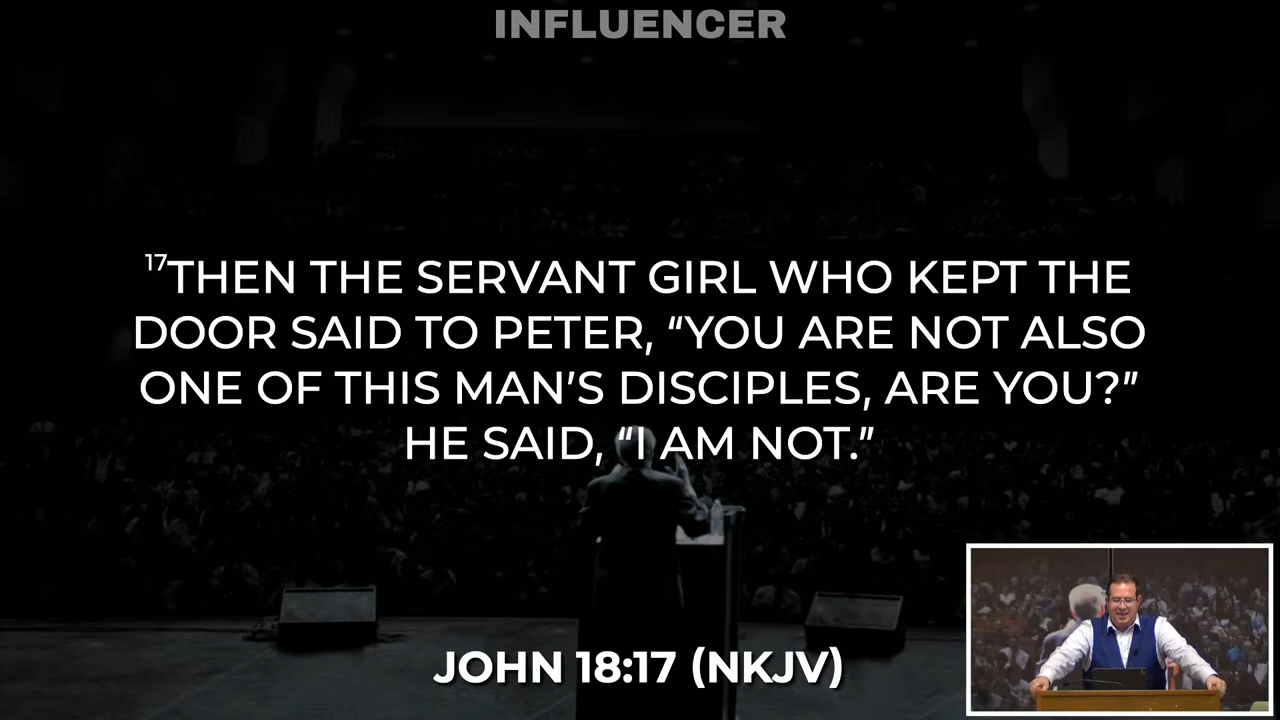 INFLUENCER
¹⁷THEN THE SERVANT GIRL WHO KEPT THE
DOOR SAID TO PETER, “YOU ARE NOT ALSO
ONE OF THIS MAN’S DISCIPLES, ARE YOU?”
HE SAID, “I AM NOT.”
JOHN 18:17 (NKJV)